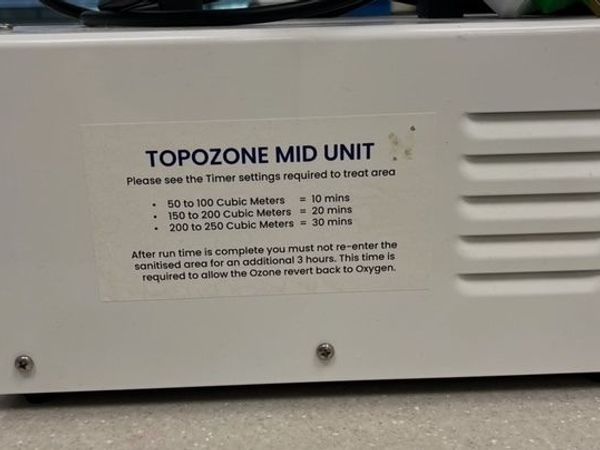 TOPOZONE MID UNIT
Please see the Timer settings required to treat area
• 50 to 100 Cubic Meters = 10 mins
• 150 to 200 Cubic Meters = 20 mins
• 200 to 250 Cubic Meters = 30 mins
After run time is complete you must not re-enter the
sanitised area for an additional 3 hours. This time is
required to allow the Ozone revert back to Oxygen.